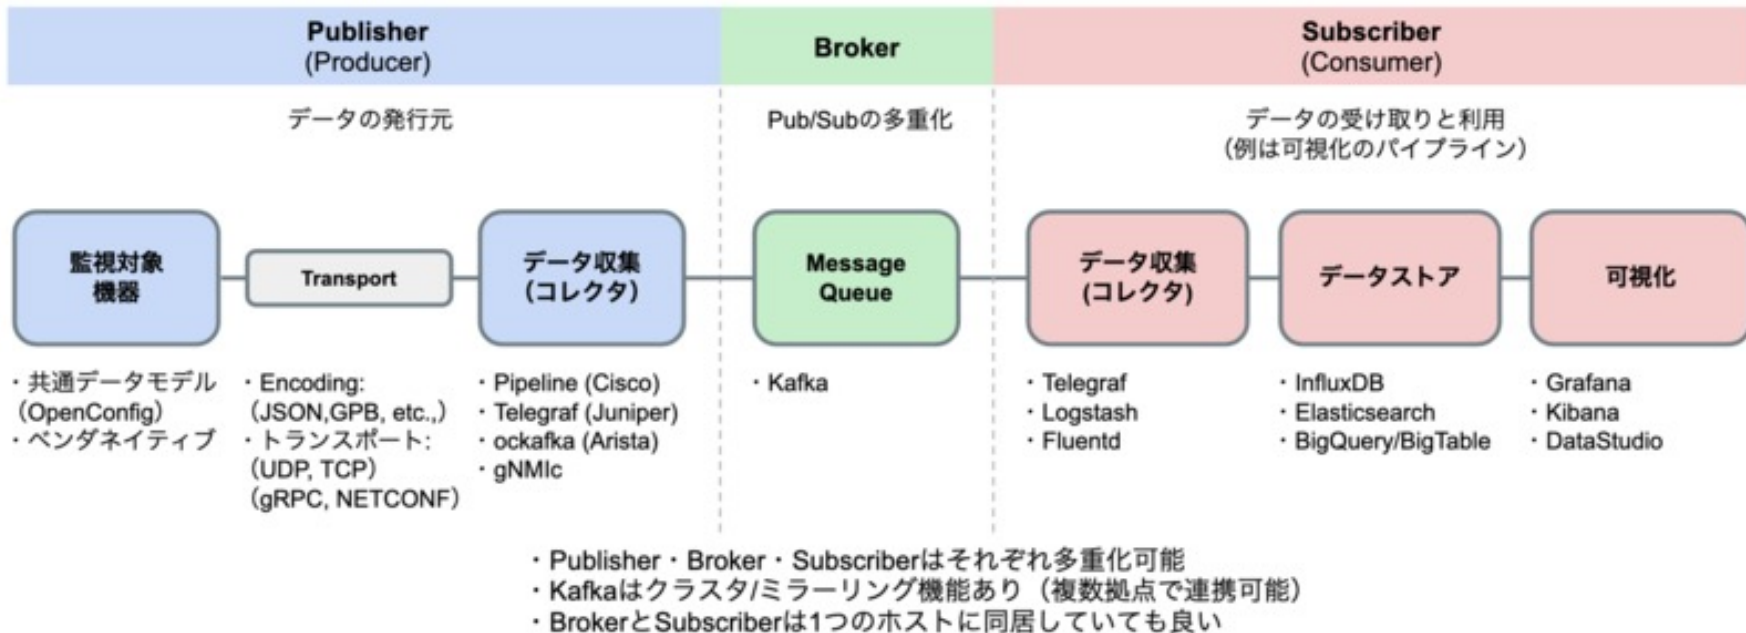 Publisher
(Producer)
Broker
Subscriber
(Consumer)
データの発行元
Pub/Subの多重化
データの受け取りと利用
（例は可視化のパイプライン）
監視対象
機器
Transport
データ収集
（コレクタ）
Message
Queue
データ収集
(コレクタ)
データストア
可視化
・共通データモデル
（OpenConfig）
・ベンダネイティブ
・Encoding:
（JSON,GPB, etc.,）
・トランスポート:
（UDP, TCP）
（gRPC, NETCONF）
・Pipeline (Cisco)
・Telegraf (Juniper)
・ockafka (Arista)
・gNMIc
・Kafka
・Telegraf
・Logstash
・Fluentd
・InfluxDB
・Elasticsearch
・BigQuery/BigTable
・Grafana
・Kibana
・DataStudio
・Publisher・Broker・Subscriberはそれぞれ多重化可能
・Kafkaはクラスタ/ミラーリング機能あり（複数拠点で連携可能）
・BrokerとSubscriberは1つのホストに同居していても良い